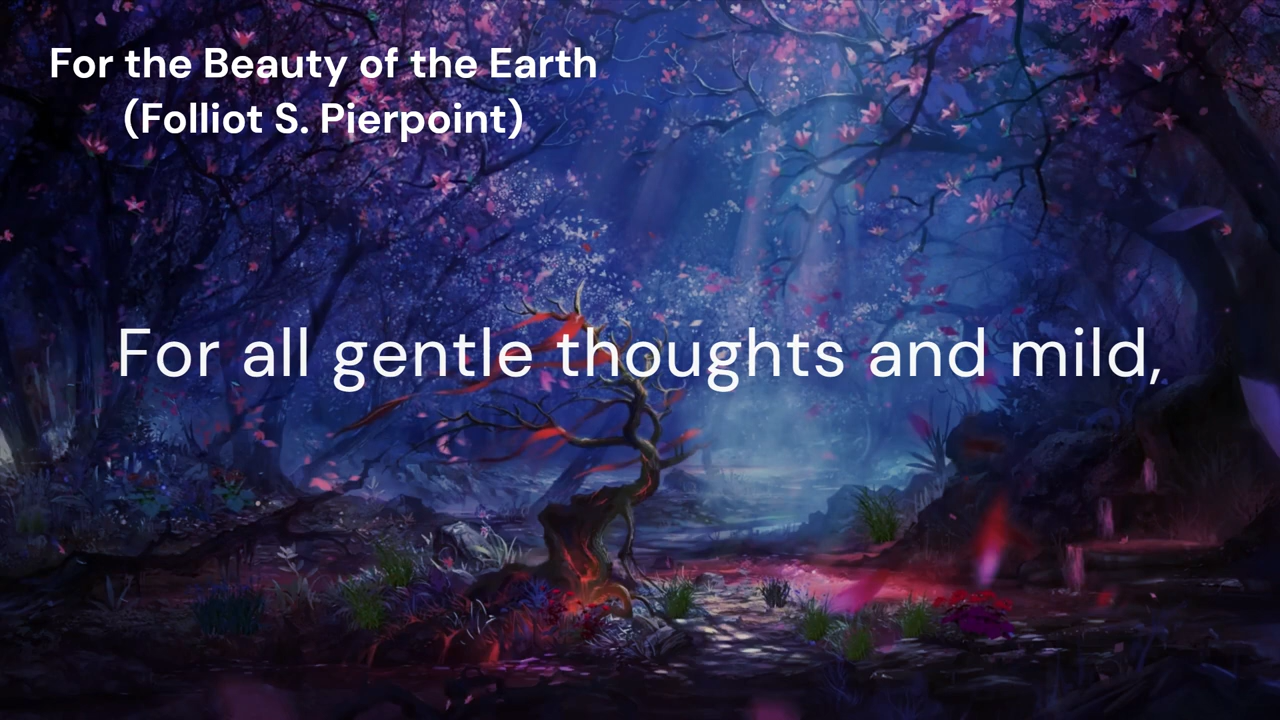 For the Beauty of the Earth
(Folliot S. Pierpoint)
For all gentle thoughts and mild,